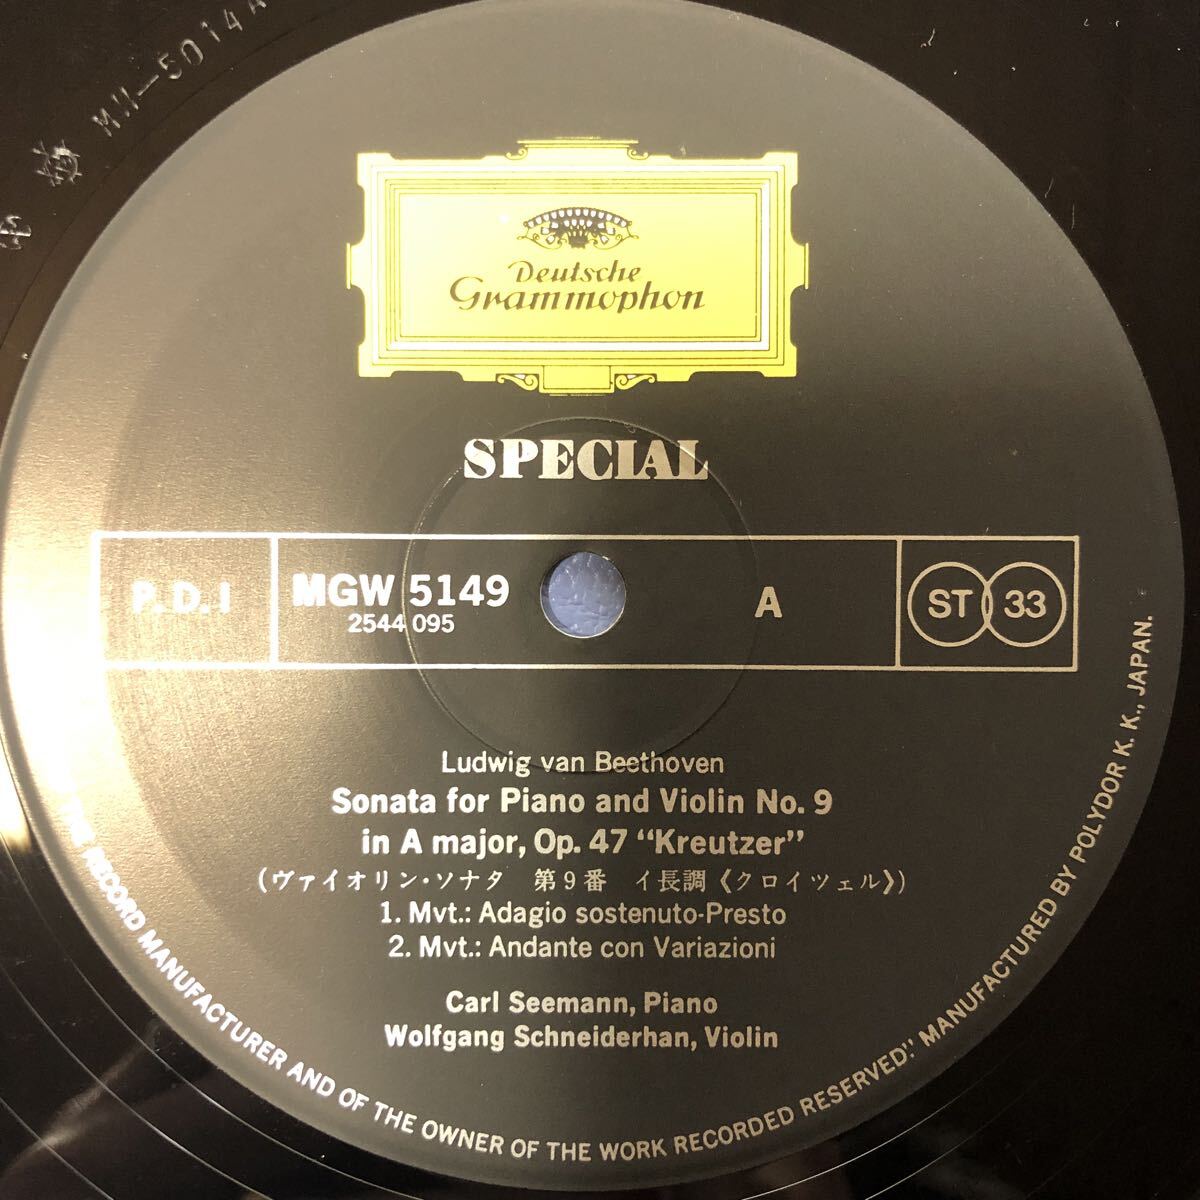 Deutsche
Grammophon
SPECIAL
P.D.I
MGW 5149
2544 095
A
ST 33
Ludwig van Beethoven
Sonata for Piano and Violin No. 9
in A major, Op. 47 “Kreutzer”
(ヴァイオリン・ソナタ 第9番 イ長調《クロイツェル》)
1. Mvt.: Adagio sostenuto-Presto
2. Mvt.: Andante con Variazioni
Carl Seemann, Piano
Wolfgang Schneiderhan, Violin
THE RECORD MANUFACTURER AND OF THE OWNER OF THE WORK RECORDED RESERVED." MANUFACTURED BY POLYDOR K. K., JAPAN.